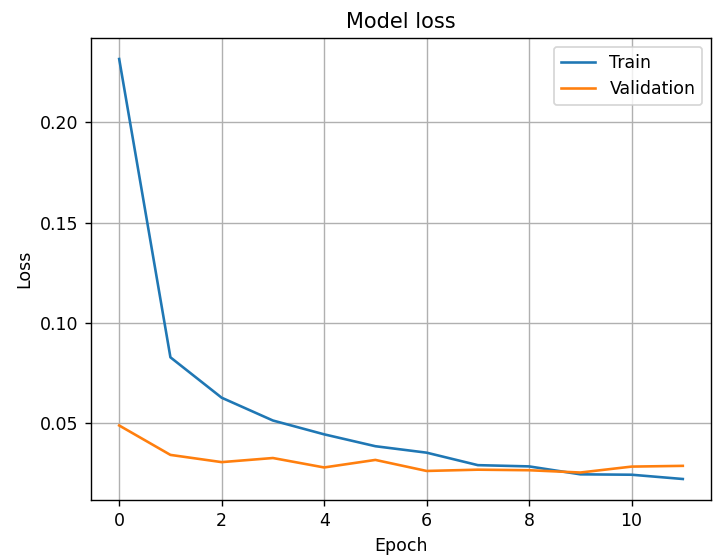 Model loss
Train
Validation
0.20
0.15
0.10
0.05
Loss
0 2 4 6 8 10
Epoch